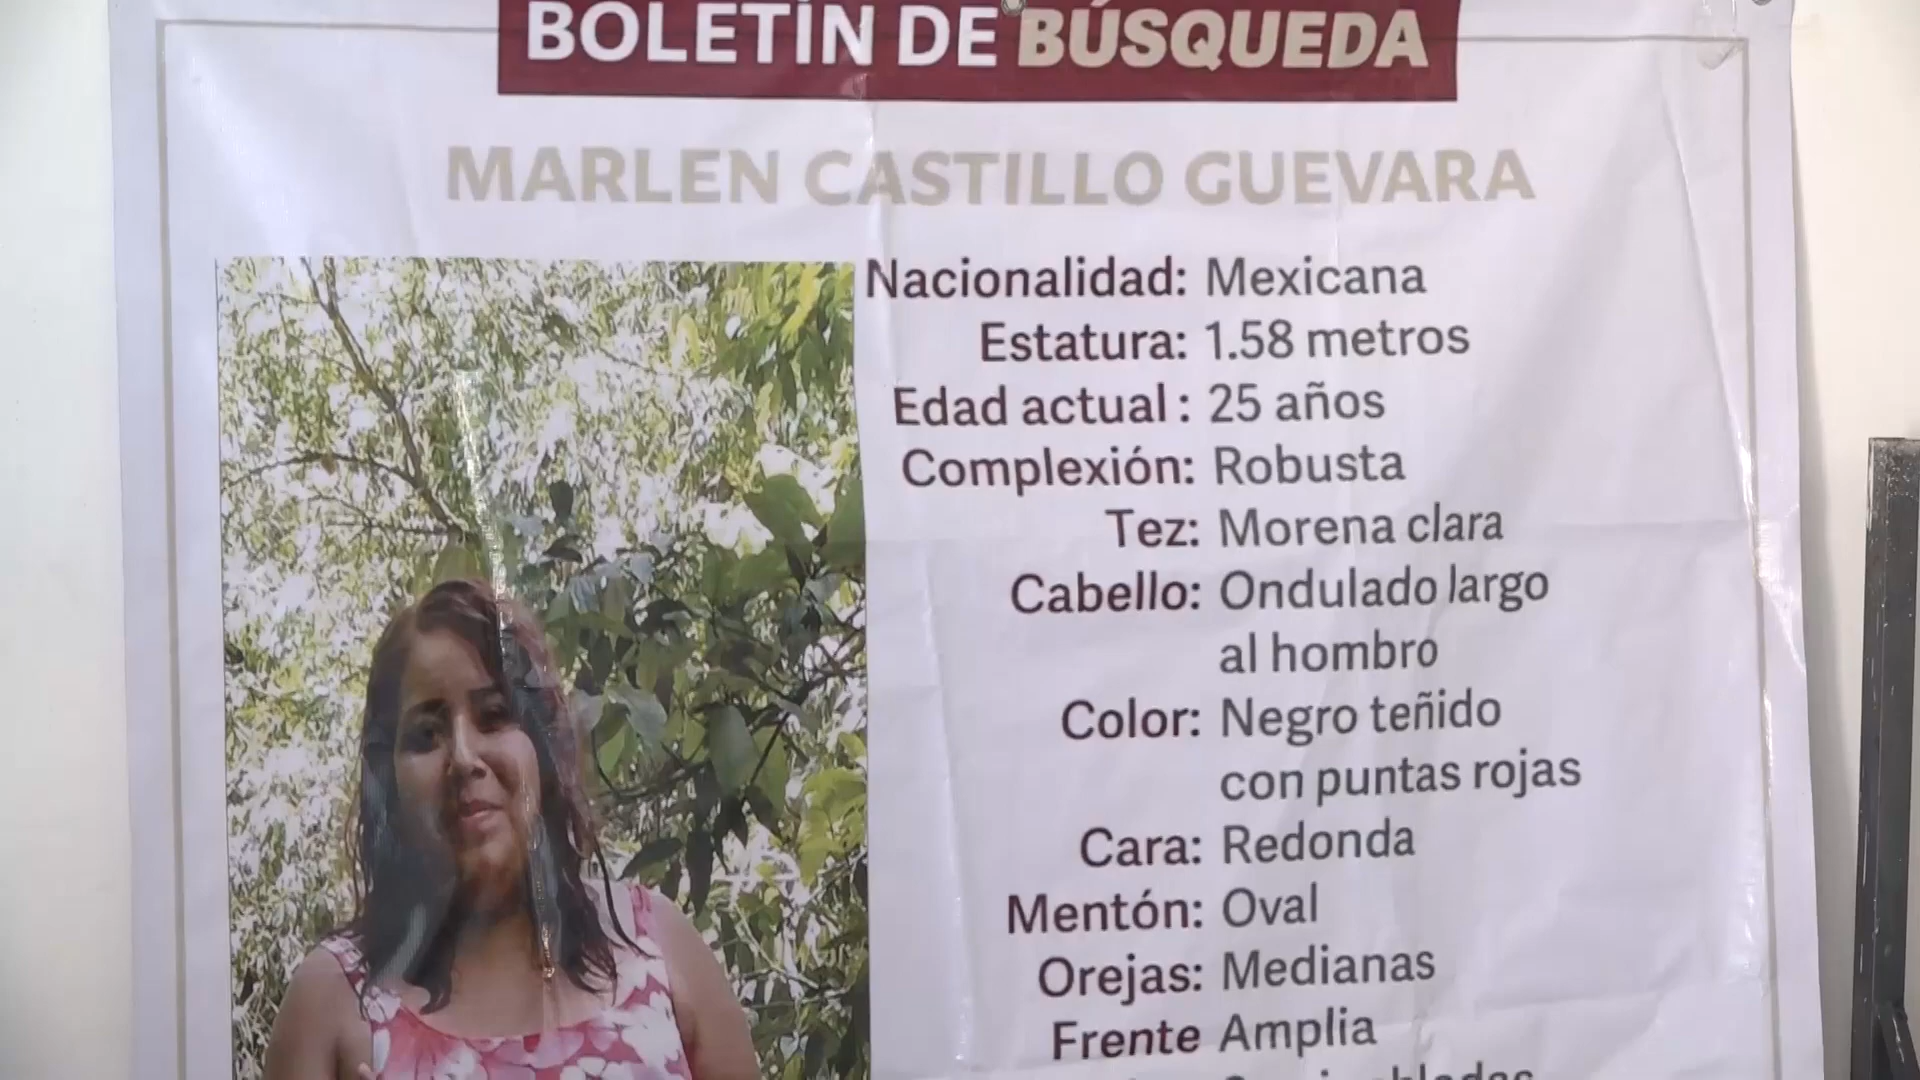 BOLETÍN DE BÚSQUEDA
MARLEN CASTILLO GUEVARA
Nacionalidad: Mexicana
Estatura: 1.58 metros
Edad actual : 25 años
Complexión: Robusta
Tez: Morena clara
Cabello: Ondulado largo
al hombro
Color: Negro teñido
con puntas rojas
Cara: Redonda
Mentón: Oval
Orejas: Medianas
Frente Amplia